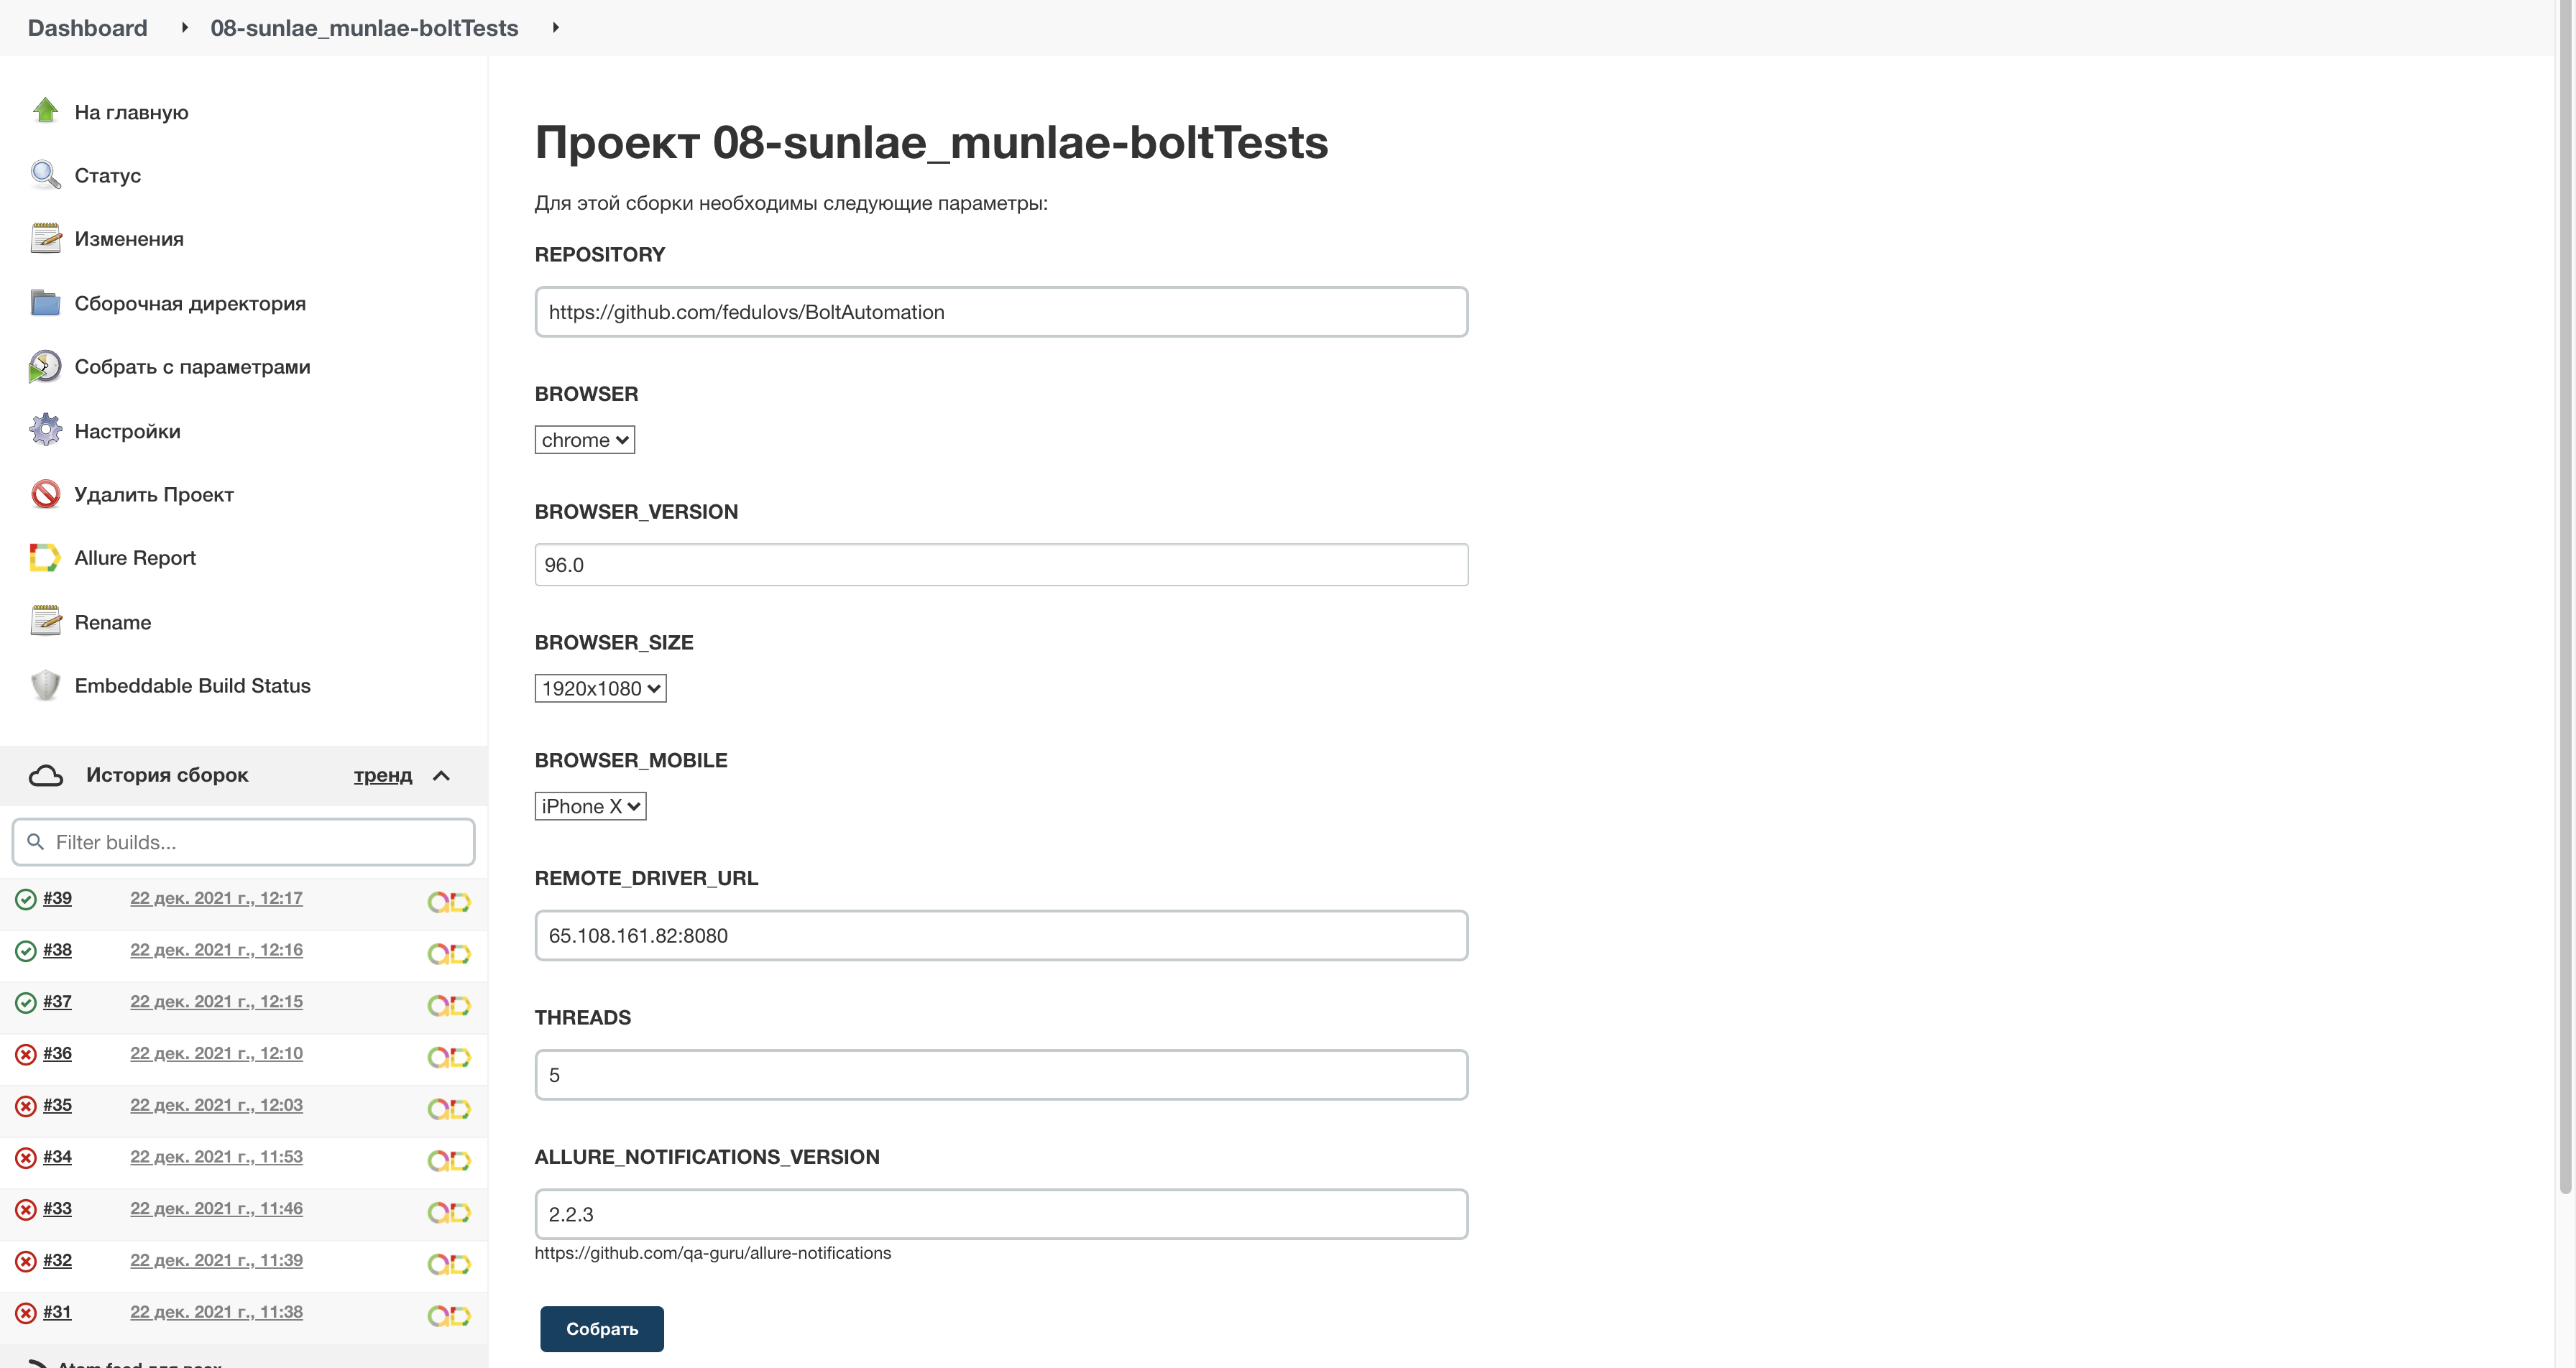 Dashboard
08-sunlae_munlae-boltTests
На главную
Статус
Изменения
Сборочная директория
Собрать с параметрами
Настройки
Удалить Проект
Allure Report
Rename
Embeddable Build Status
История сборок
тренд
Filter builds...
#39 22 дек. 2021 г., 12:17
#38 22 дек. 2021 г., 12:16
#37 22 дек. 2021 г., 12:15
#36 22 дек. 2021 г., 12:10
#35 22 дек. 2021 г., 12:03
#34 22 дек. 2021 г., 11:53
#33 22 дек. 2021 г., 11:46
#32 22 дек. 2021 г., 11:39
#31 22 дек. 2021 г., 11:38
Atom feed для всех
Проект 08-sunlae_munlae-boltTests
Для этой сборки необходимы следующие параметры:
REPOSITORY
https://github.com/fedulovs/BoltAutomation
BROWSER
chrome
BROWSER_VERSION
96.0
BROWSER_SIZE
1920x1080
BROWSER_MOBILE
iPhone X
REMOTE_DRIVER_URL
65.108.161.82:8080
THREADS
5
ALLURE_NOTIFICATIONS_VERSION
2.2.3
https://github.com/qa-guru/allure-notifications
Собрать